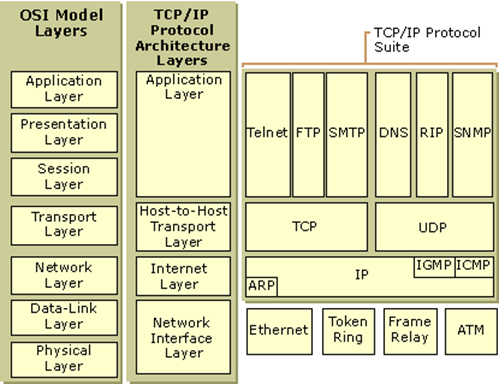 OSI Model
Layers
Application
Layer
Presentation
Layer
Session
Layer
Transport
Layer
Network
Layer
Data-Link
Layer
Physical
Layer
TCP/IP
Protocol
Architecture
Layers
Application
Layer
Host-to-Host
Transport
Layer
Internet
Layer
Network
Interface
Layer
TCP/IP Protocol
Suite
Telnet
FTP
SMTP
DNS
RIP
SNMP
TCP
UDP
IP
IGMP
ICMP
ARP
Ethernet
Token
Ring
Frame
Relay
ATM